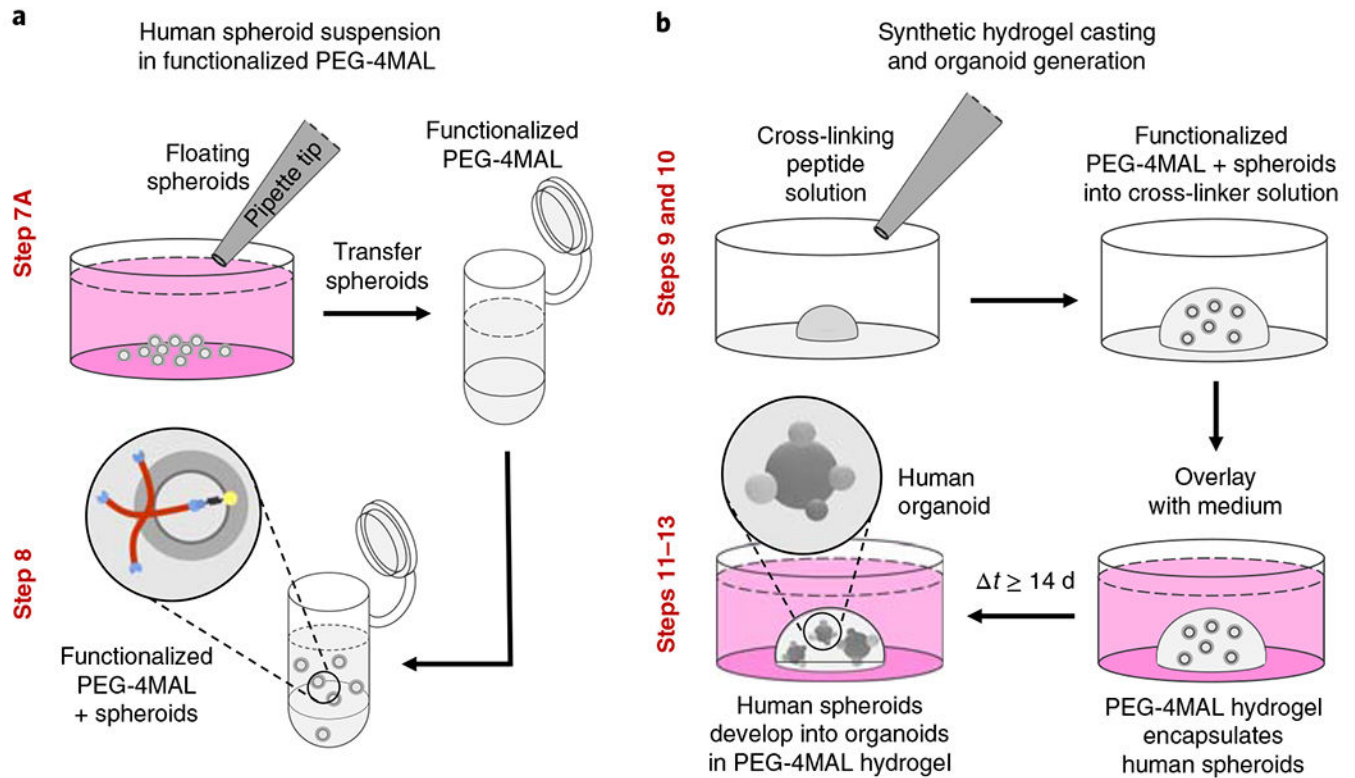 a
Human spheroid suspension
in functionalized PEG-4MAL
Step 7A
Floating
spheroids
Pipette tip
Transfer
spheroids
Functionalized
PEG-4MAL
Step 8
Functionalized
PEG-4MAL
+ spheroids
b
Synthetic hydrogel casting
and organoid generation
Steps 9 and 10
Cross-linking
peptide
solution
Functionalized
PEG-4MAL + spheroids
into cross-linker solution
Steps 11–13
Human
organoid
Overlay
with medium
Δt ≥ 14 d
Human spheroids
develop into organoids
in PEG-4MAL hydrogel
PEG-4MAL hydrogel
encapsulates
human spheroids